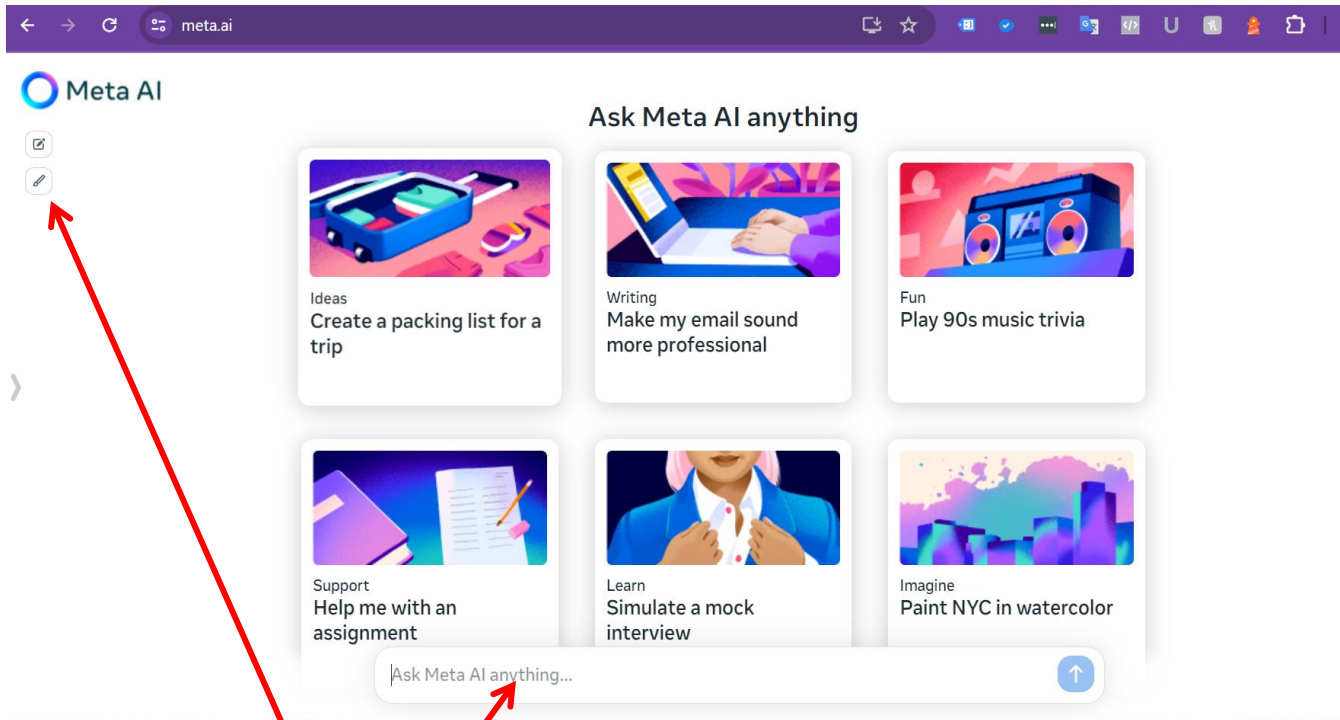 meta.ai
Meta AI
Ask Meta AI anything
Ideas
Create a packing list for a
trip
Writing
Make my email sound
more professional
Fun
Play 90s music trivia
Support
Help me with an
assignment
Learn
Simulate a mock
interview
Imagine
Paint NYC in watercolor
Ask Meta AI anything...